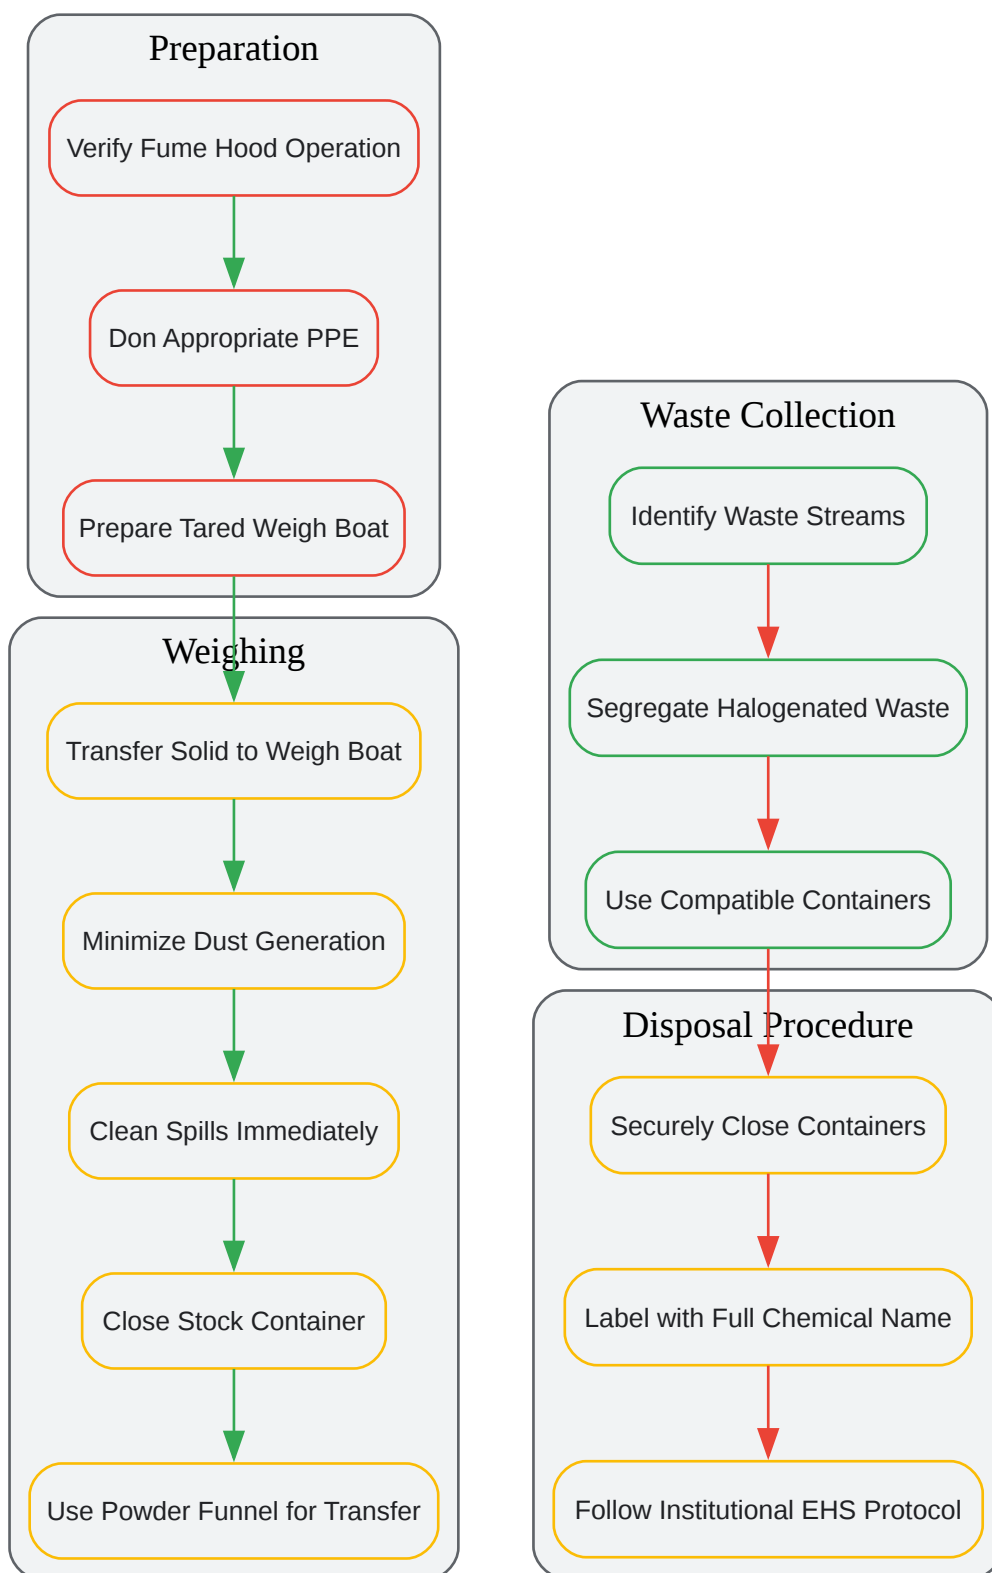 Preparation
Verify Fume Hood Operation
Don Appropriate PPE
Prepare Tared Weigh Boat
Weighing
Transfer Solid to Weigh Boat
Minimize Dust Generation
Clean Spills Immediately
Close Stock Container
Use Powder Funnel for Transfer
Waste Collection
Identify Waste Streams
Segregate Halogenated Waste
Use Compatible Containers
Disposal Procedure
Securely Close Containers
Label with Full Chemical Name
Follow Institutional EHS Protocol